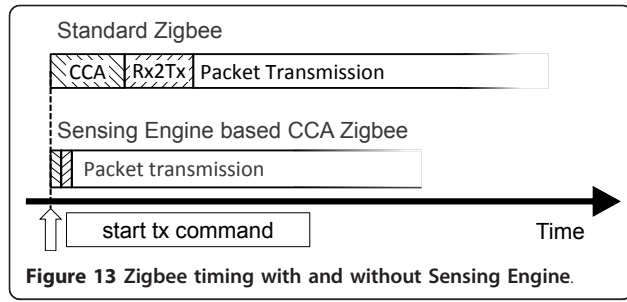 Standard Zigbee
CCA Rx2Tx Packet Transmission
Sensing Engine based CCA Zigbee
Packet transmission
start tx command Time
Figure 13 Zigbee timing with and without Sensing Engine.